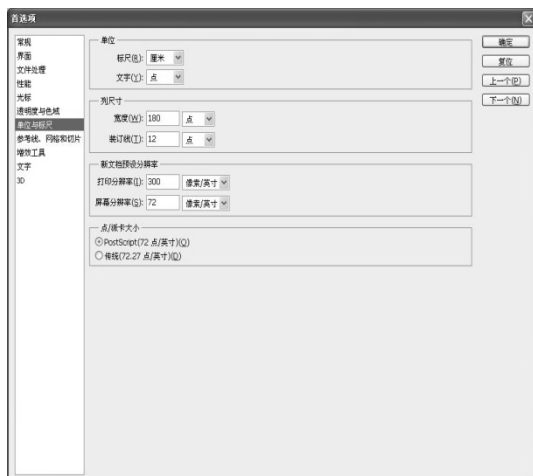 首选项
常规
界面
文件处理
性能
光标
透明度与色域
单位与标尺
参考线、网格和切片
增效工具
文字
3D
单位
标尺(R): 厘米
文字(Y): 点
列尺寸
宽度(W): 180 点
装订线(T): 12 点
新文档预设分辨率
打印分辨率(I): 300 像素/英寸
屏幕分辨率(S): 72 像素/英寸
点/派卡大小
PostScript(72 点/英寸)(O)
传统(72.27 点/英寸)(D)
确定
复位
上一个(P)
下一个(N)